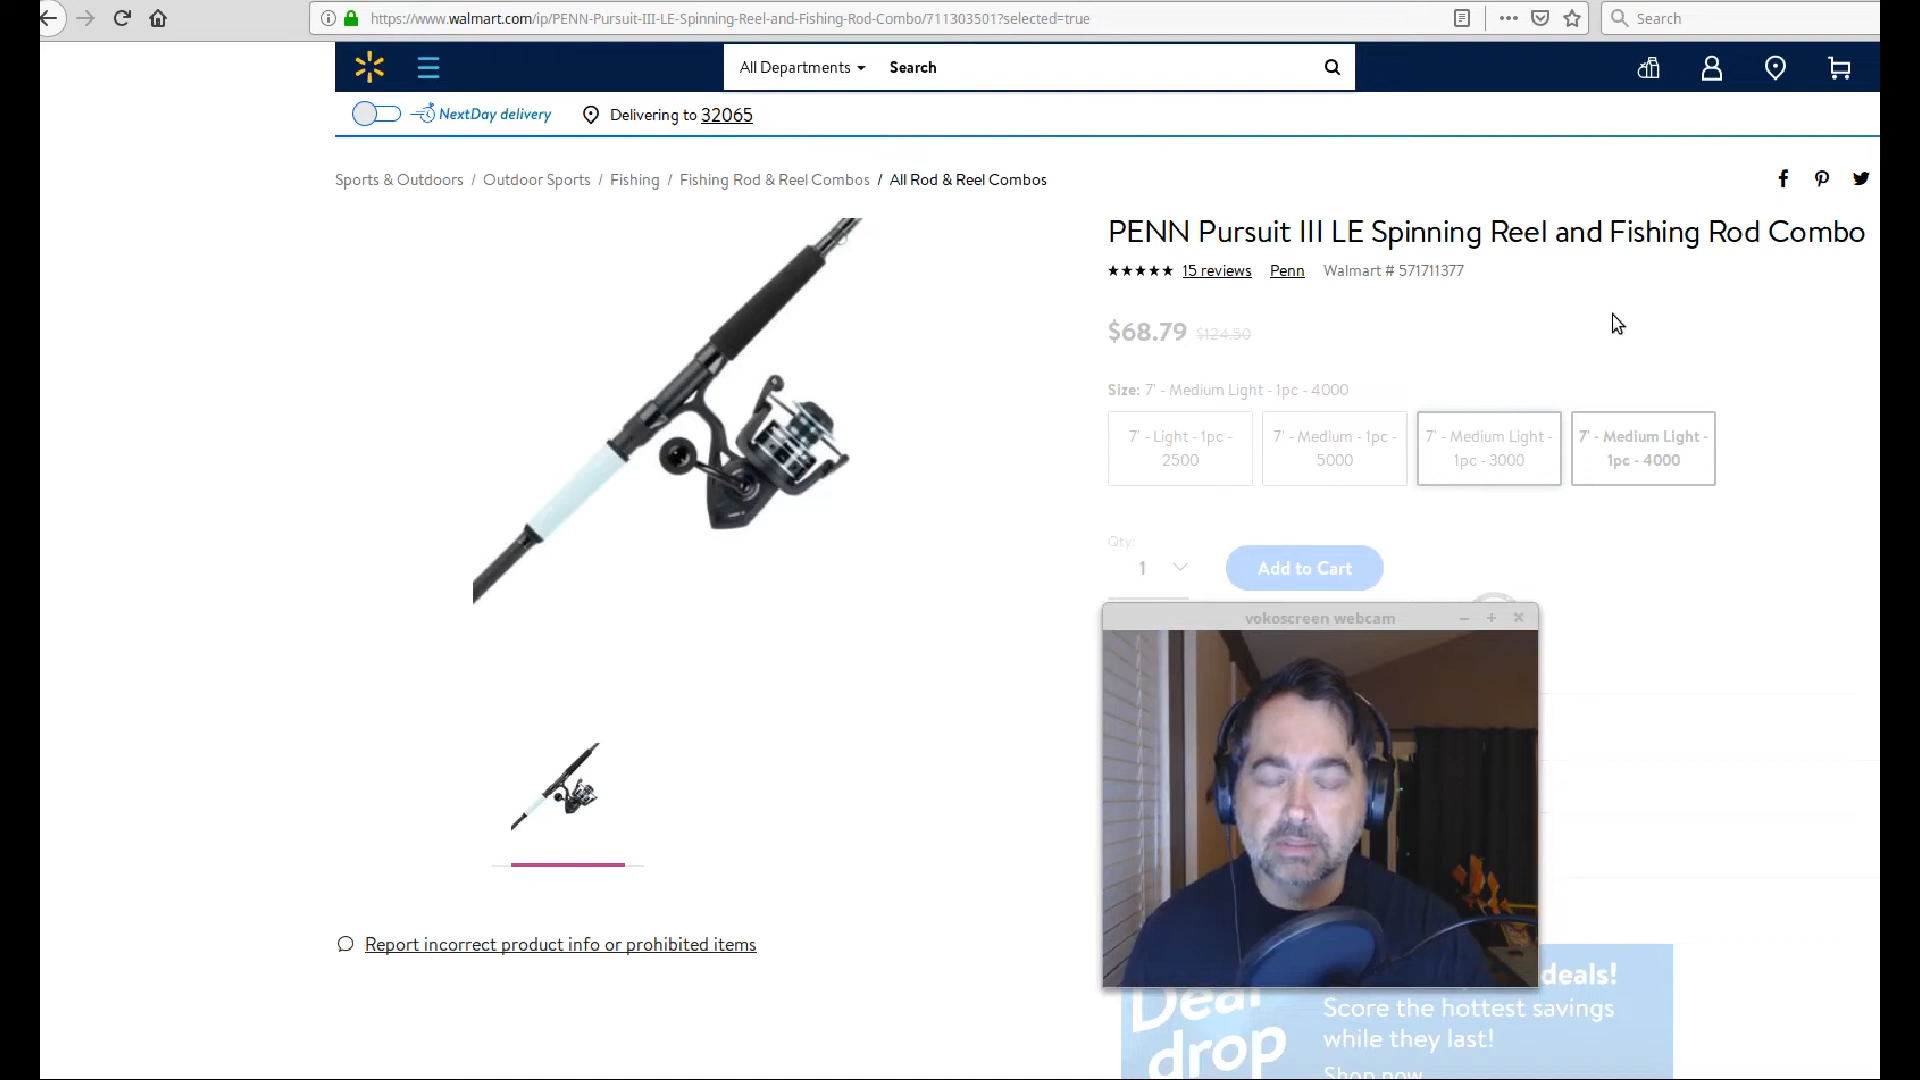 https://www.walmart.com/ip/PENN-Pursuit-III-LE-Spinning-Reel-and-Fishing-Rod-Combo/711303501?selected=true
Search
All Departments
Search
NextDay delivery
Delivering to 32065
Sports & Outdoors / Outdoor Sports / Fishing / Fishing Rod & Reel Combos / All Rod & Reel Combos
PENN Pursuit III LE Spinning Reel and Fishing Rod Combo
15 reviews Penn Walmart # 571711377
$68.79 $124.50
Size: 7' - Medium Light - 1pc - 4000
7' - Light - 1pc -
2500
7' - Medium - 1pc -
5000
7' - Medium Light -
1pc - 3000
7' - Medium Light -
1pc - 4000
Qty:
1
Add to Cart
vokoscreen webcam
Report incorrect product info or prohibited items
Deal
drop
deals!
Score the hottest savings
while they last!
Shop now